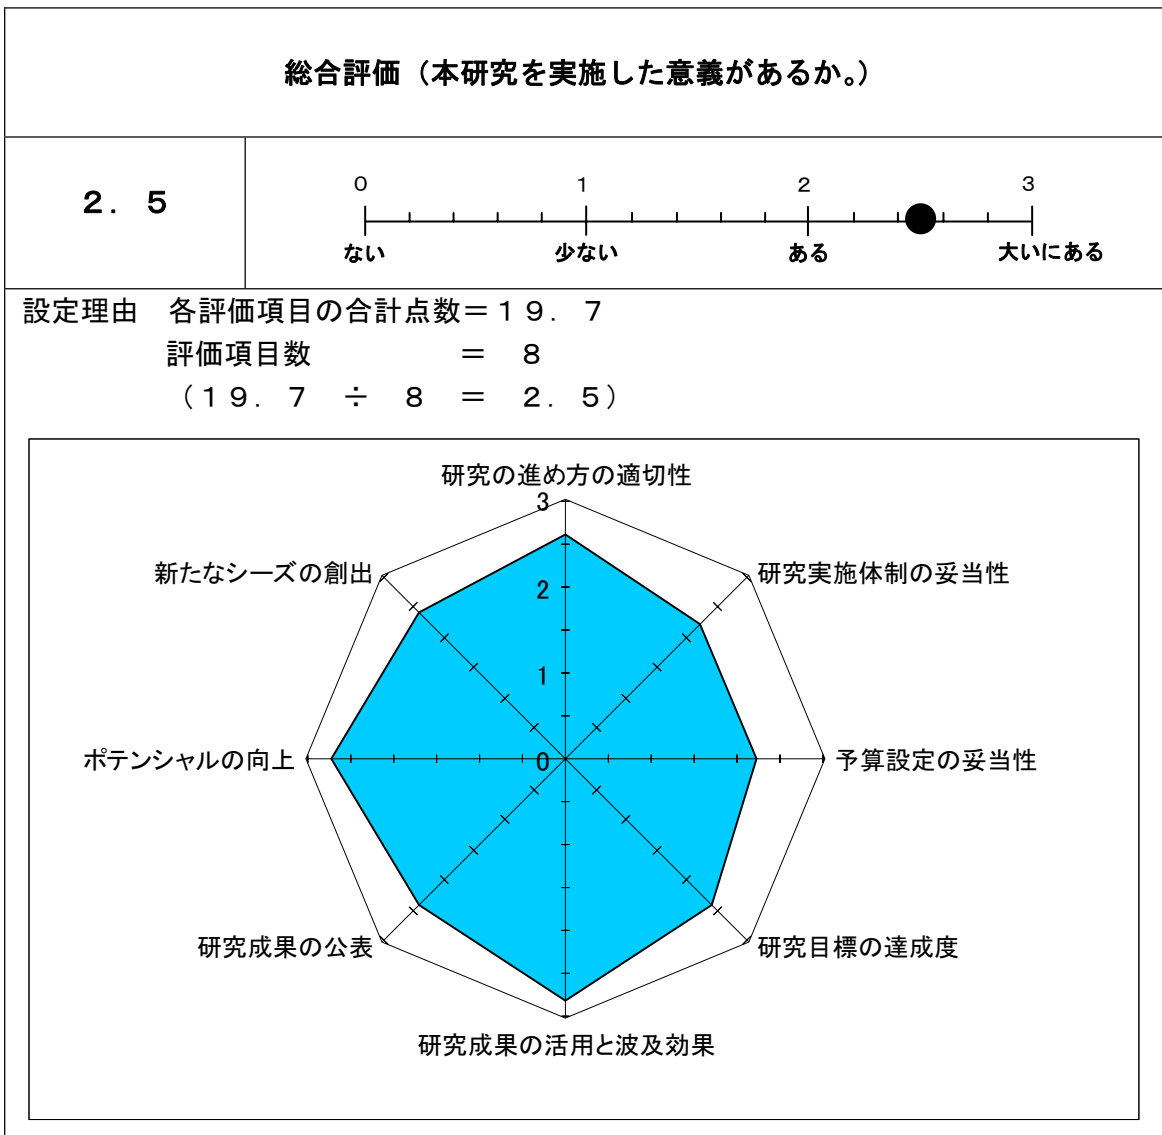 総合評価（本研究を実施した意義があるか。）
２．５
0 1 2 3
ない 少ない ある 大いにある
設定理由　各評価項目の合計点数＝１９．７
評価項目数　＝　８
（１９．７　÷　８　＝　２．５）
研究の進め方の適切性
3
新たなシーズの創出
研究実施体制の妥当性
2
1
ポテンシャルの向上
0
予算設定の妥当性
研究成果の公表
研究目標の達成度
研究成果の活用と波及効果